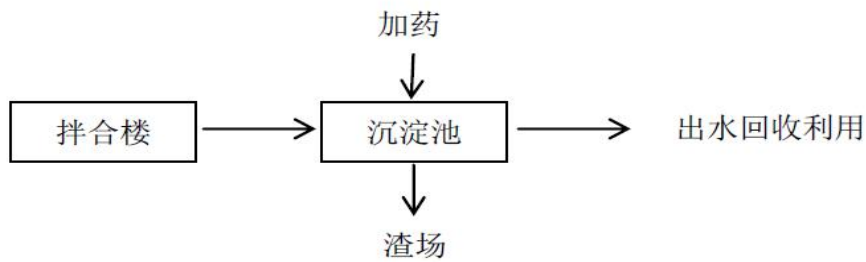 加药
拌合楼
沉淀池
出水回收利用
渣场